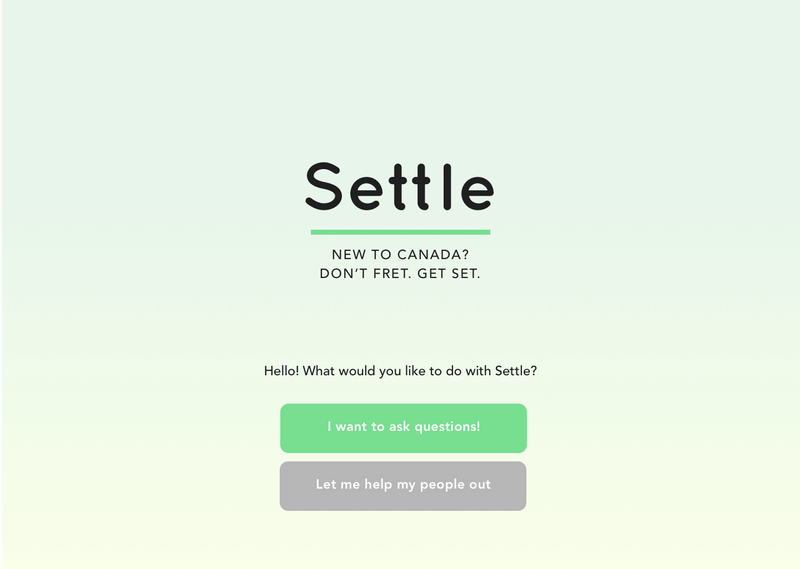 Settle
NEW TO CANADA?
DON’T FRET. GET SET.
Hello! What would you like to do with Settle?
I want to ask questions!
Let me help my people out